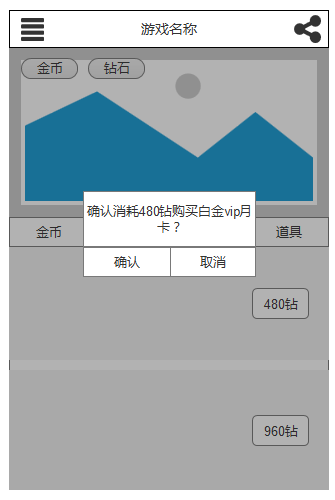 游戏名称
金币
钻石
确认消耗480钻购买白金vip月
卡？
金币
道具
确认
取消
480钻
960钻